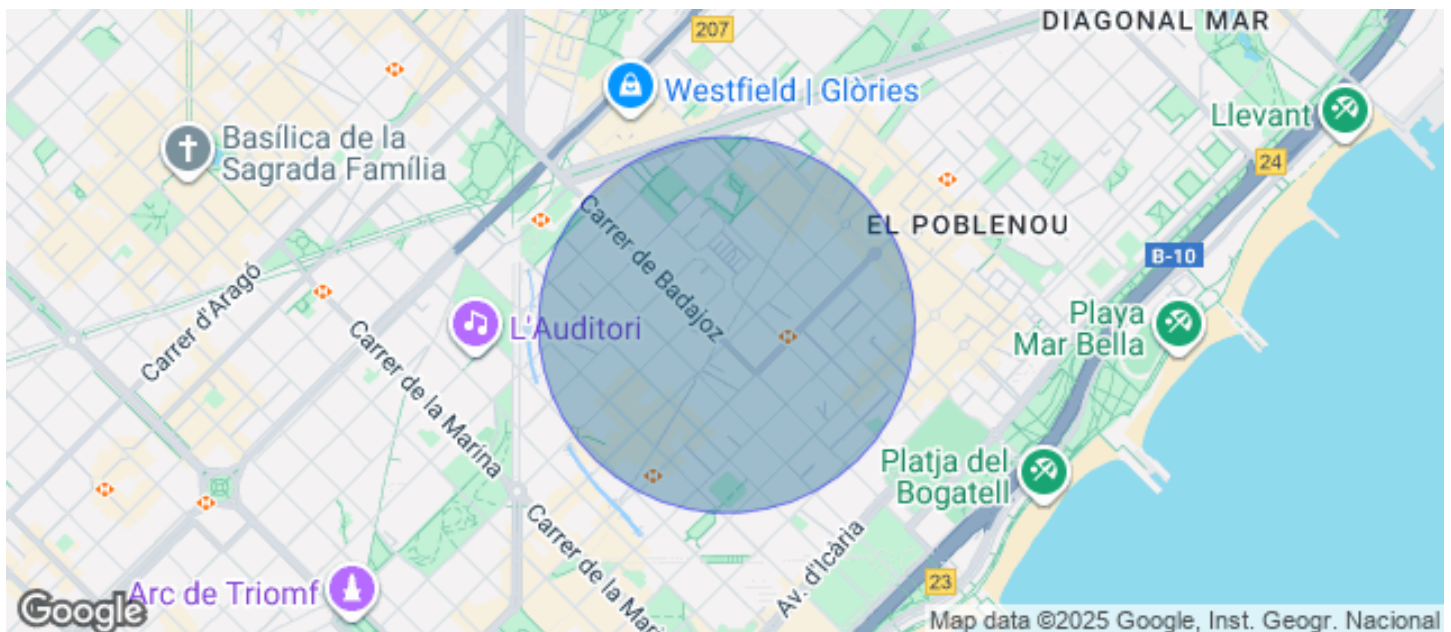 207
DIAGONAL MAR
Westfield | Glòries
Llevant
Basílica de la
Sagrada Família
24
Carrer de Badajoz
EL POBLENOU
B-10
Carrer d'Aragó
L'Auditori
Playa
Mar Bella
Carrer de la Marina
Platja del
Bogatell
Carrer de la Mari
Av. d'Icària
23
Arc de Triomf
Google
Map data ©2025 Google, Inst. Geogr. Nacional